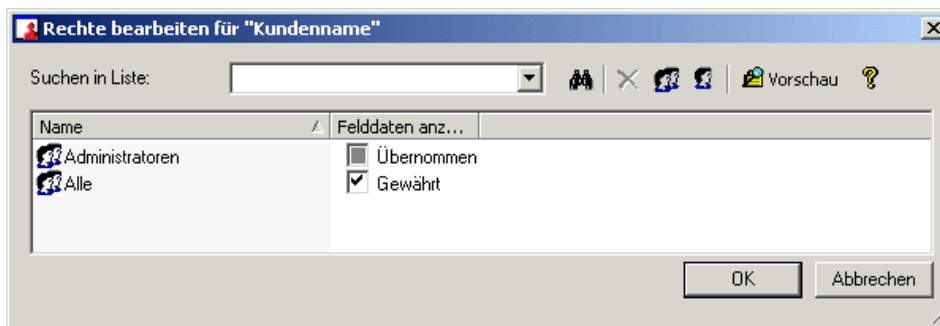 Rechte bearbeiten für "Kundenname"
Suchen in Liste:
Vorschau
Name Felddaten anz...
Administratoren Übernommen
Alle Gewährt
OK Abbrechen